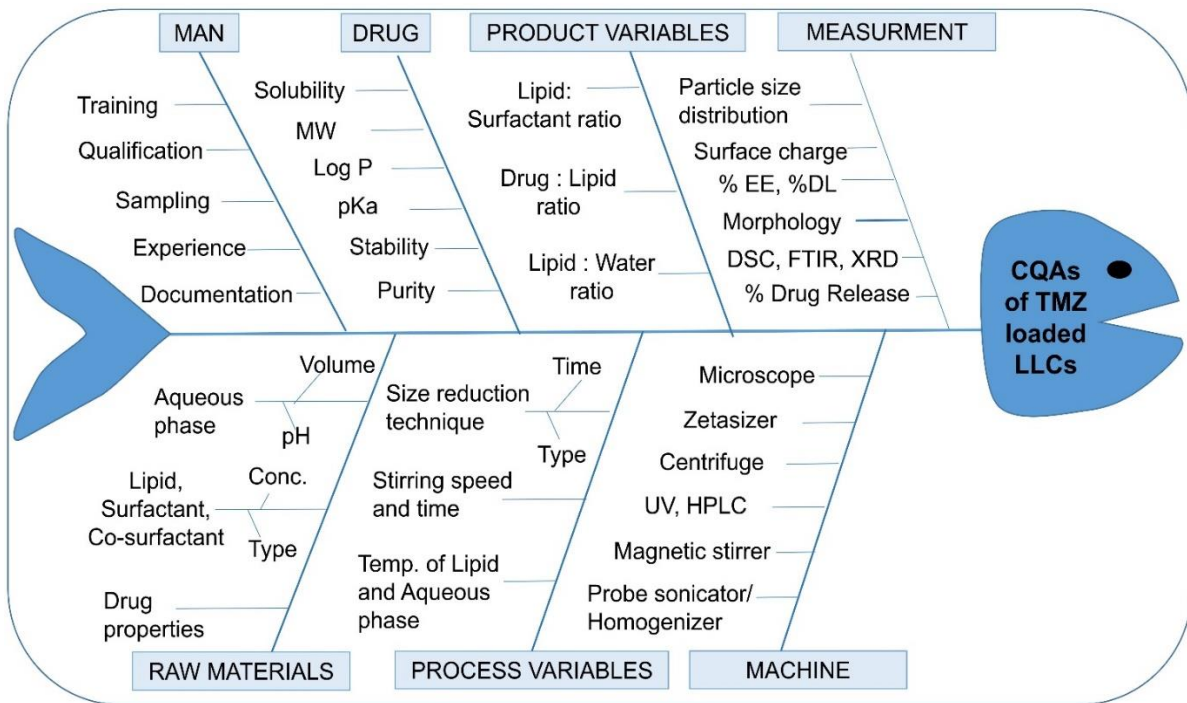 MAN
Training
Qualification
Sampling
Experience
Documentation
DRUG
Solubility
MW
Log P
pKa
Stability
Purity
PRODUCT VARIABLES
Lipid:
Surfactant ratio
Drug : Lipid
ratio
Lipid : Water
ratio
MEASURMENT
Particle size
distribution
Surface charge
% EE, %DL
Morphology
DSC, FTIR, XRD
% Drug Release
CQAs
of TMZ
loaded
LLCs
Volume
Aqueous
phase
pH
Conc.
Lipid,
Surfactant,
Co-surfactant
Type
Drug
properties
RAW MATERIALS
Time
Size reduction
technique
Type
Stirring speed
and time
Temp. of Lipid
and Aqueous
phase
PROCESS VARIABLES
Microscope
Zetasizer
Centrifuge
UV, HPLC
Magnetic stirrer
Probe sonicator/
Homogenizer
MACHINE